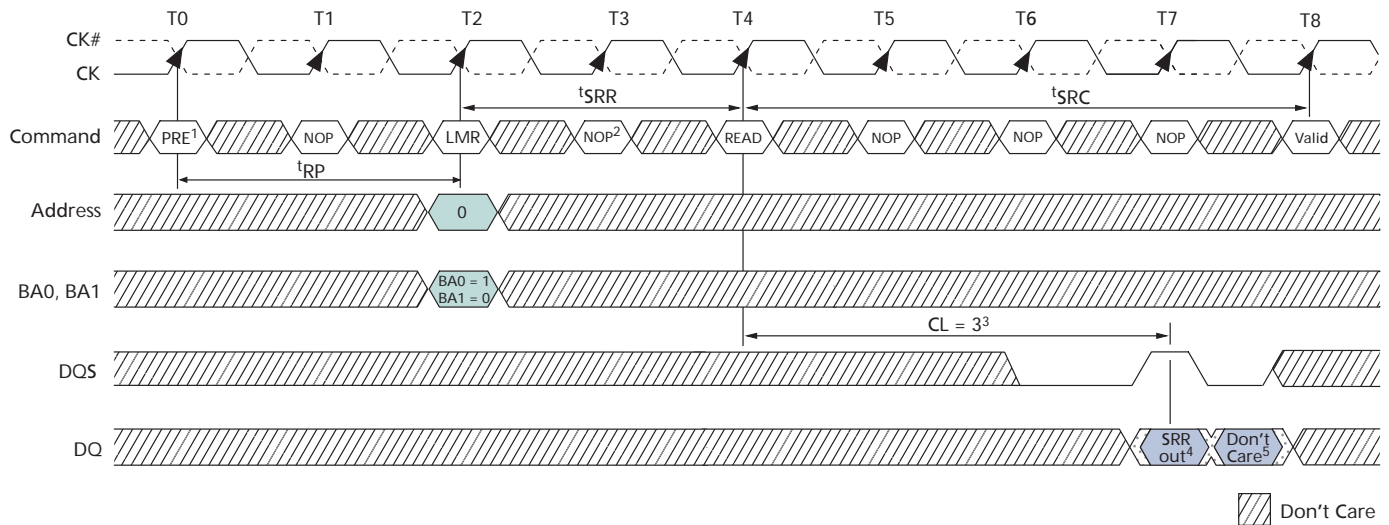 T0 T1 T2 T3 T4 T5 T6 T7 T8
CK#
CK
tSRR tSRC
Command PRE1 NOP LMR NOP2 READ NOP NOP NOP Valid
tRP
Address 0
BA0, BA1 BA0 = 1
BA1 = 0
CL = 33
DQS
DQ SRR out4 Don't Care5
Don't Care